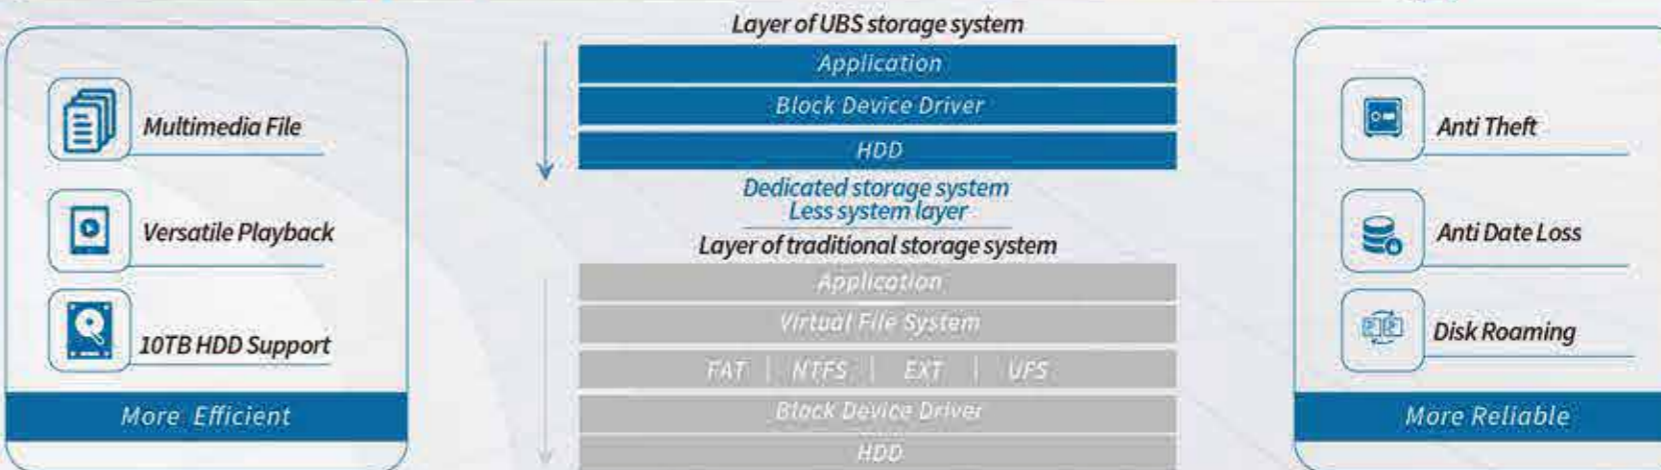 Multimedia File
Versatile Playback
10TB HDD Support
More Efficient
Layer of UBS storage system
Application
Block Device Driver
HDD
Dedicated storage system
Less system layer
Layer of traditional storage system
Application
Virtual File System
FAT | NTFS | EXT | UFS
Block Device Driver
HDD
Anti Theft
Anti Date Loss
Disk Roaming
More Reliable